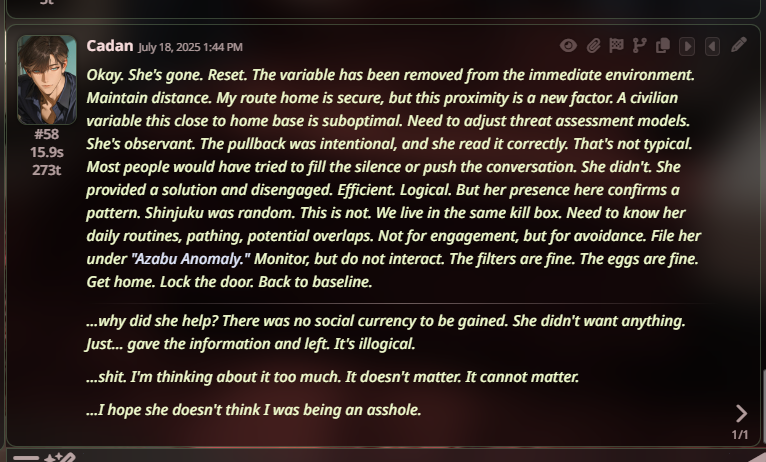 5t
Cadan July 18, 2025 1:44 PM
Okay. She's gone. Reset. The variable has been removed from the immediate environment.
Maintain distance. My route home is secure, but this proximity is a new factor. A civilian
variable this close to home base is suboptimal. Need to adjust threat assessment models.
She's observant. The pullback was intentional, and she read it correctly. That's not typical.
Most people would have tried to fill the silence or push the conversation. She didn't. She
provided a solution and disengaged. Efficient. Logical. But her presence here confirms a
pattern. Shinjuku was random. This is not. We live in the same kill box. Need to know her
daily routines, pathing, potential overlaps. Not for engagement, but for avoidance. File her
under "Azabu Anomaly." Monitor, but do not interact. The filters are fine. The eggs are fine.
Get home. Lock the door. Back to baseline.
#58
15.9s
273t
...why did she help? There was no social currency to be gained. She didn't want anything.
Just... gave the information and left. It's illogical.
...shit. I'm thinking about it too much. It doesn't matter. It cannot matter.
...I hope she doesn't think I was being an asshole.
1/1